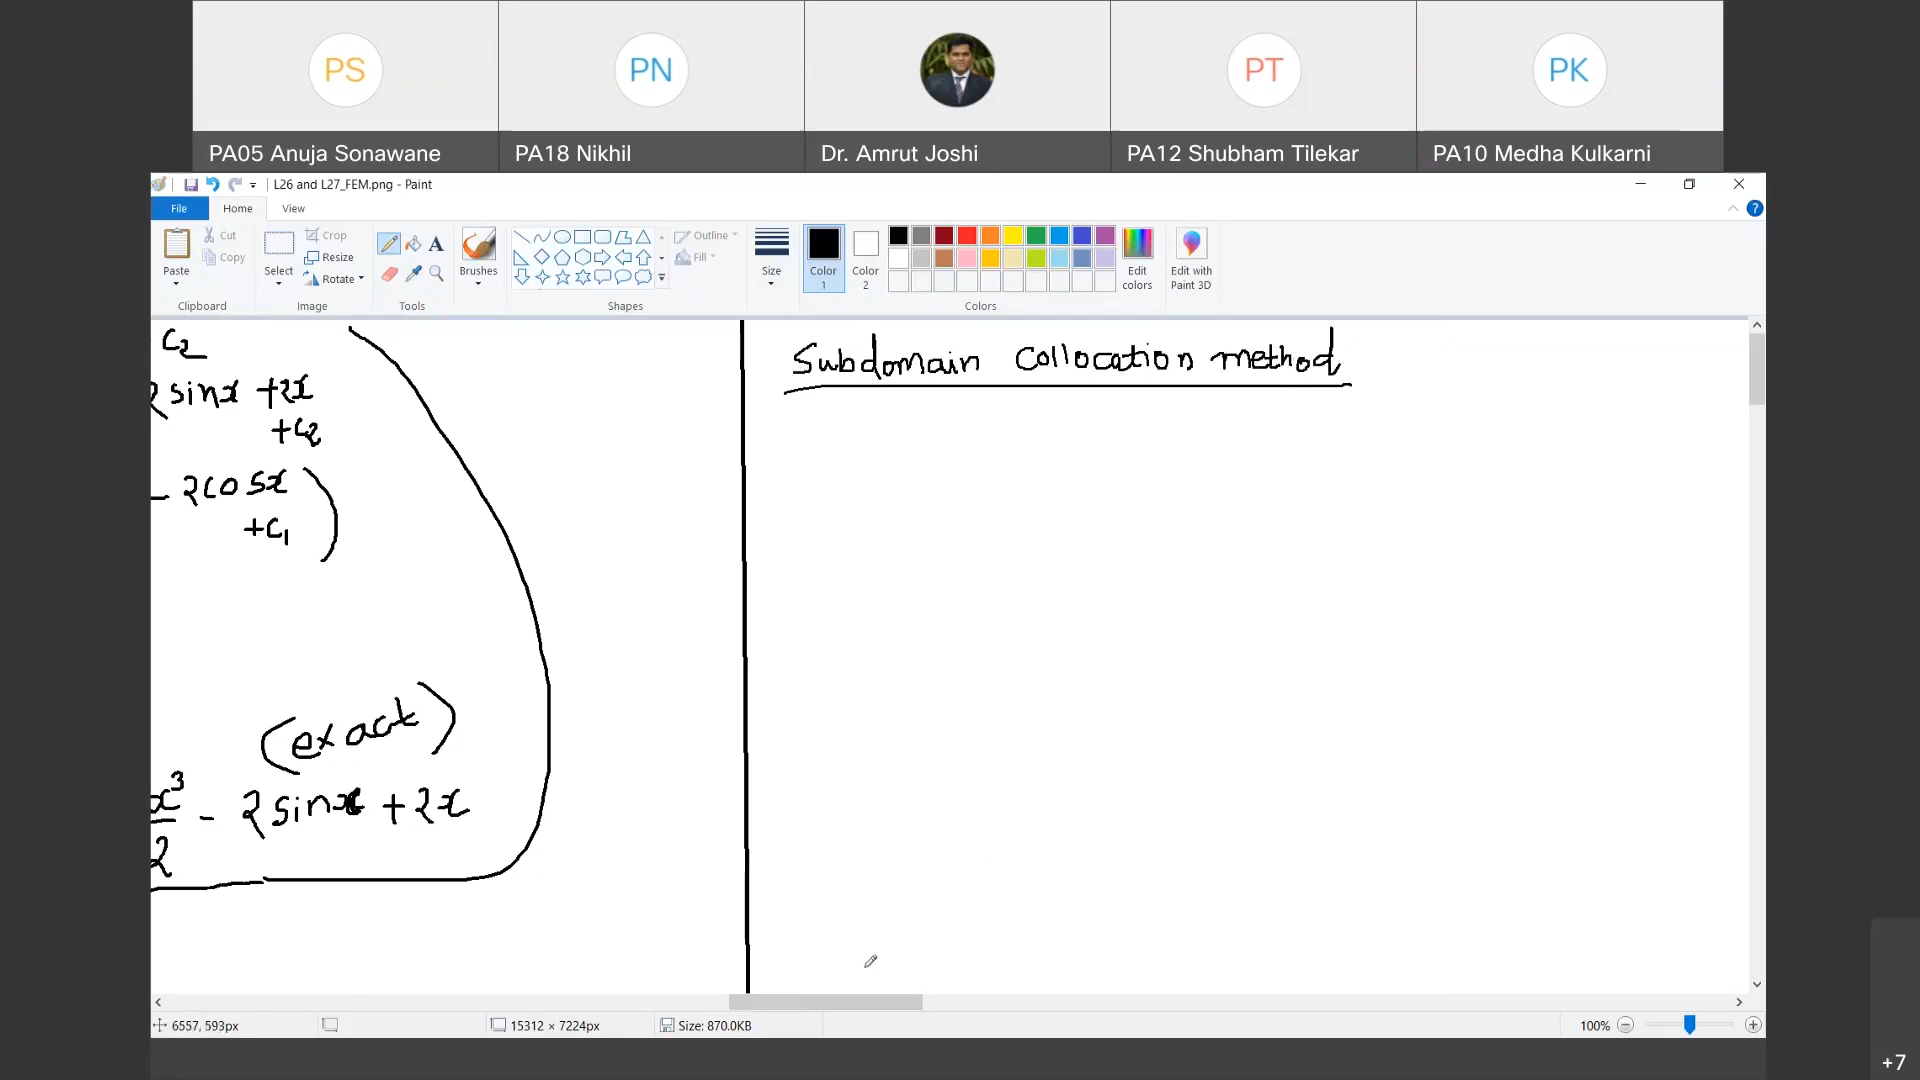 PS PN PT PK
PA05 Anuja Sonawane PA18 Nikhil Dr. Amrut Joshi PA12 Shubham Tilekar PA10 Medha Kulkarni
L26 and L27_FEM.png - Paint
File Home View
Paste Cut Copy Clipboard
Select Crop Resize Rotate Image
A Tools
Brushes
Outline Fill Shapes
Size
Color 1 Color 2 Edit colors Colors
Edit with Paint 3D
?
C₂
2 sinx +2x
+C₂
- 2cosx
+C₁
(exact)
x³/2 - 2sinx + 2x
Subdomain Collocation method
6557, 593px 15312 × 7224px Size: 870.0KB 100%
+7